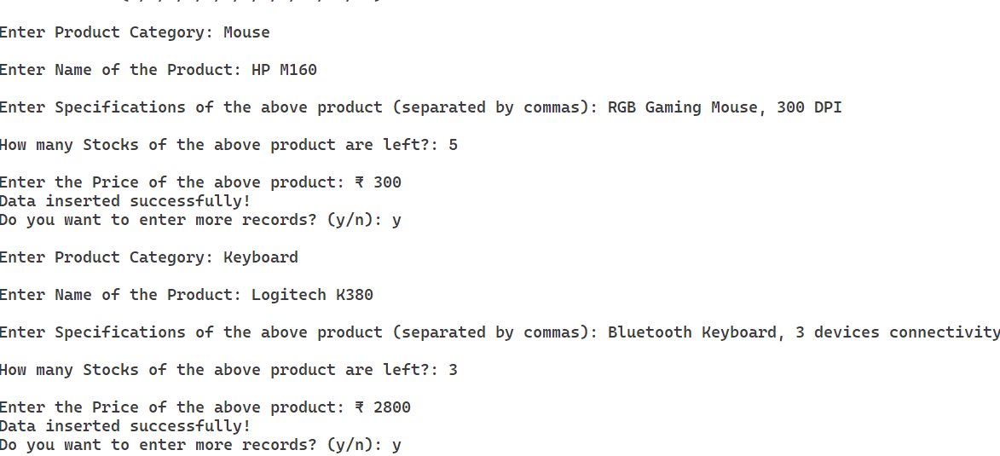 Enter Product Category: Mouse
Enter Name of the Product: HP M160
Enter Specifications of the above product (separated by commas): RGB Gaming Mouse, 300 DPI
How many Stocks of the above product are left?: 5
Enter the Price of the above product: ₹ 300
Data inserted successfully!
Do you want to enter more records? (y/n): y
Enter Product Category: Keyboard
Enter Name of the Product: Logitech K380
Enter Specifications of the above product (separated by commas): Bluetooth Keyboard, 3 devices connectivity
How many Stocks of the above product are left?: 3
Enter the Price of the above product: ₹ 2800
Data inserted successfully!
Do you want to enter more records? (y/n): y